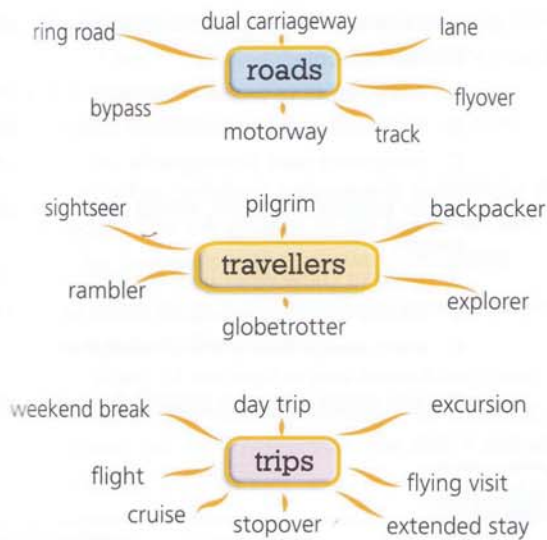 dual carriageway
ring road
lane
roads
bypass
flyover
motorway
track
sightseer
pilgrim
backpacker
travellers
rambler
explorer
globetrotter
weekend break
day trip
excursion
trips
flight
flying visit
cruise
stopover
extended stay